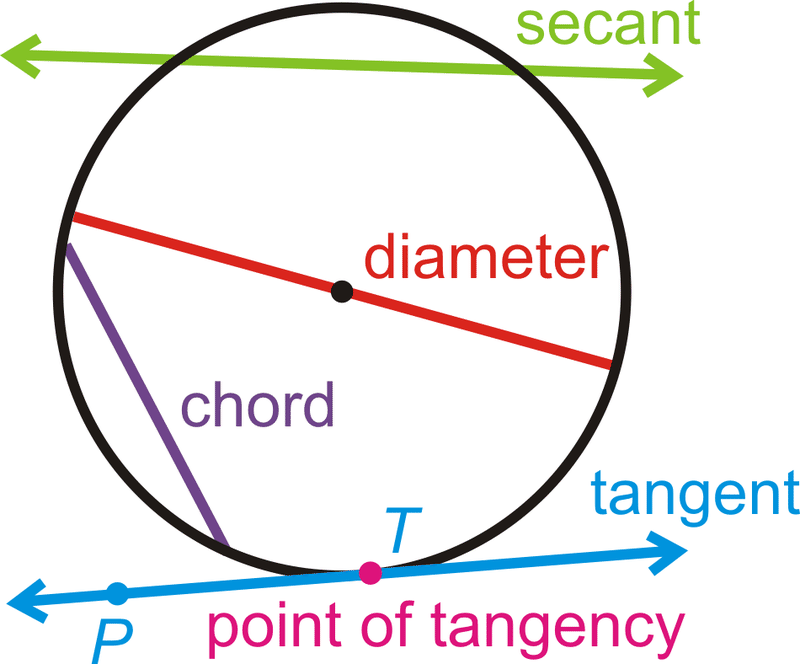 secant
diameter
chord
tangent
T
P
point of tangency